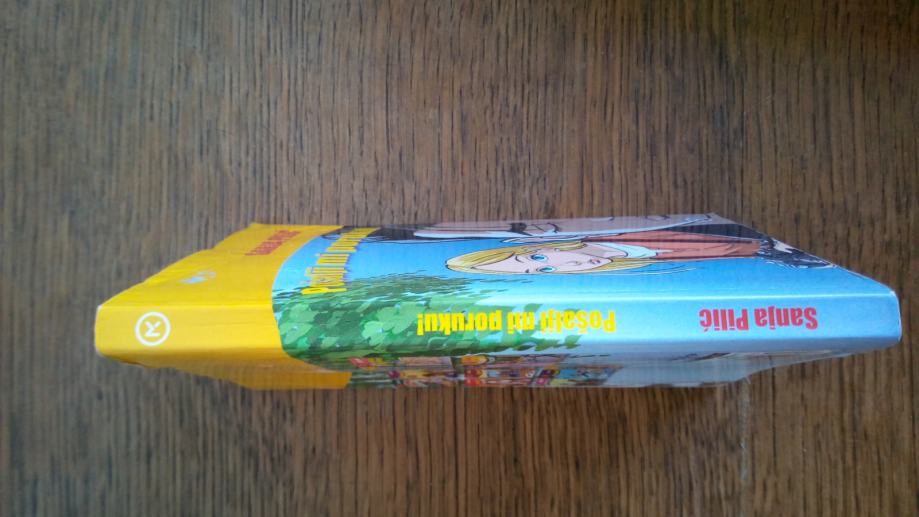 Sanja Pilić
Pošalji mi poruku!
K